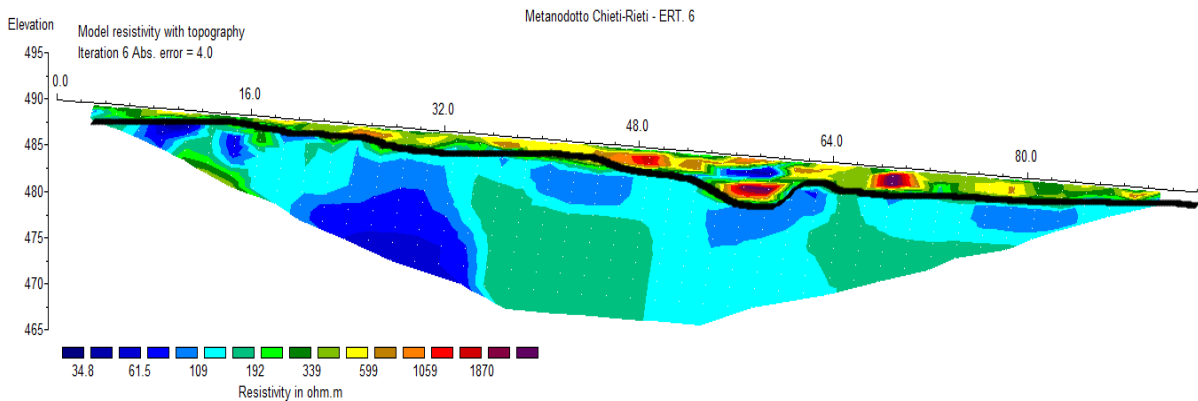 Metanodotto Chieti-Rieti - ERT. 6
Elevation
Model resistivity with topography
Iteration 6 Abs. error = 4.0
495
490
485
480
475
470
465
0.0
16.0
32.0
48.0
64.0
80.0
34.8 61.5 109 192 339 599 1059 1870
Resistivity in ohm.m